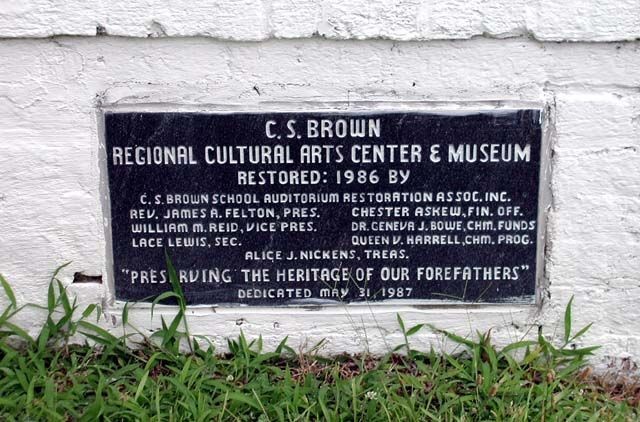 C.S. BROWN
REGIONAL CULTURAL ARTS CENTER & MUSEUM
RESTORED: 1986 BY
C.S. BROWN SCHOOL AUDITORIUM RESTORATION ASSOC. INC.
REV. JAMES A. FELTON, PRES. CHESTER ASKEW, FIN. OFF.
WILLIAM M. REID, VICE PRES. DR. GENEVA J. BOWE, CHM. FUNDS
LACE LEWIS, SEC. QUEEN V. HARRELL, CHM. PROG.
ALICE J. NICKENS, TREAS.
"PRESERVING THE HERITAGE OF OUR FOREFATHERS"
DEDICATED MAY 31, 1987